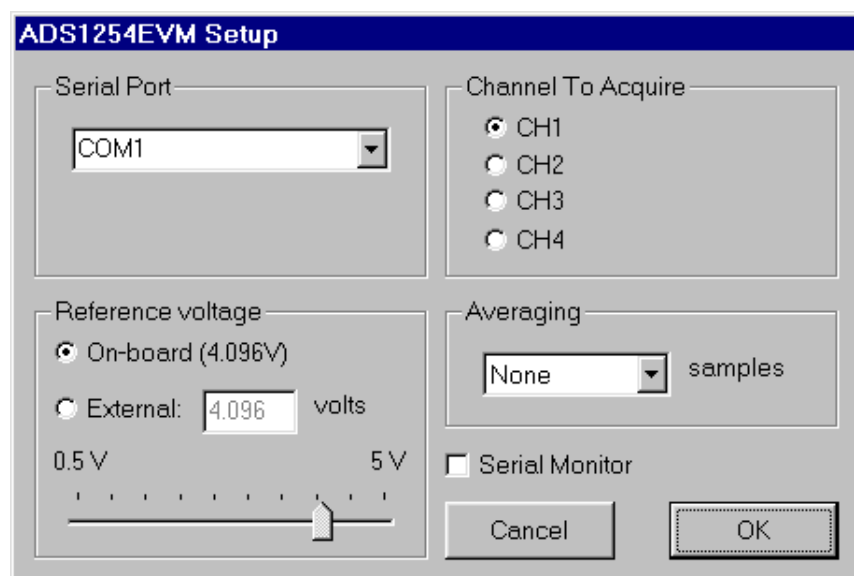 ADS1254EVM Setup
Serial Port
COM1
Channel To Acquire
CH1
CH2
CH3
CH4
Reference voltage
On-board (4.096V)
External: 4.096 volts
0.5 V 5 V
Averaging
None samples
Serial Monitor
Cancel OK